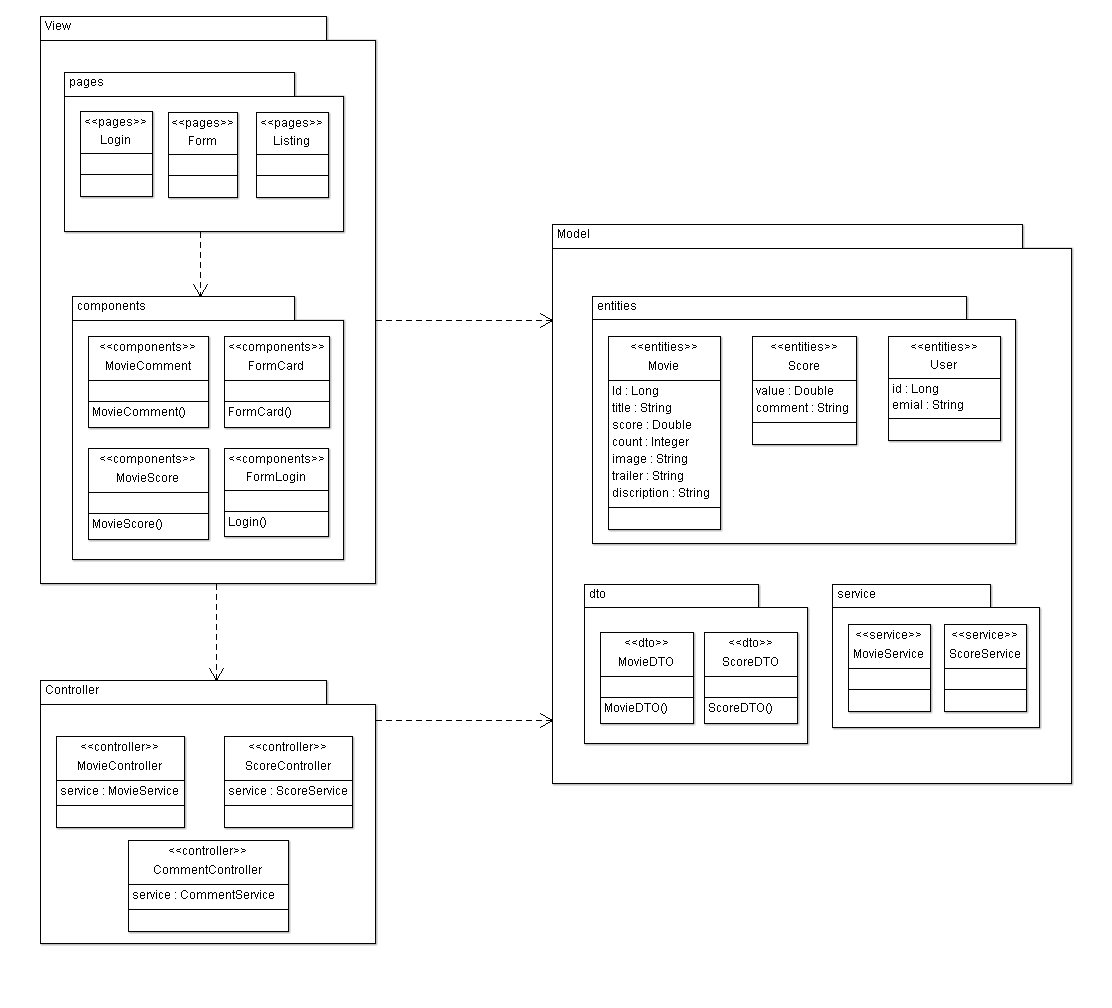 View
pages
<<pages>>
Login
<<pages>>
Form
<<pages>>
Listing
components
<<components>>
MovieComment
MovieComment()
<<components>>
FormCard
FormCard()
<<components>>
MovieScore
MovieScore()
<<components>>
FormLogin
Login()
Controller
<<controller>>
MovieController
service : MovieService
<<controller>>
ScoreController
service : ScoreService
<<controller>>
CommentController
service : CommentService
Model
entities
<<entities>>
Movie
Id : Long
title : String
score : Double
count : Integer
image : String
trailer : String
discription : String
<<entities>>
Score
value : Double
comment : String
<<entities>>
User
id : Long
emial : String
dto
<<dto>>
MovieDTO
MovieDTO()
<<dto>>
ScoreDTO
ScoreDTO()
service
<<service>>
MovieService
<<service>>
ScoreService